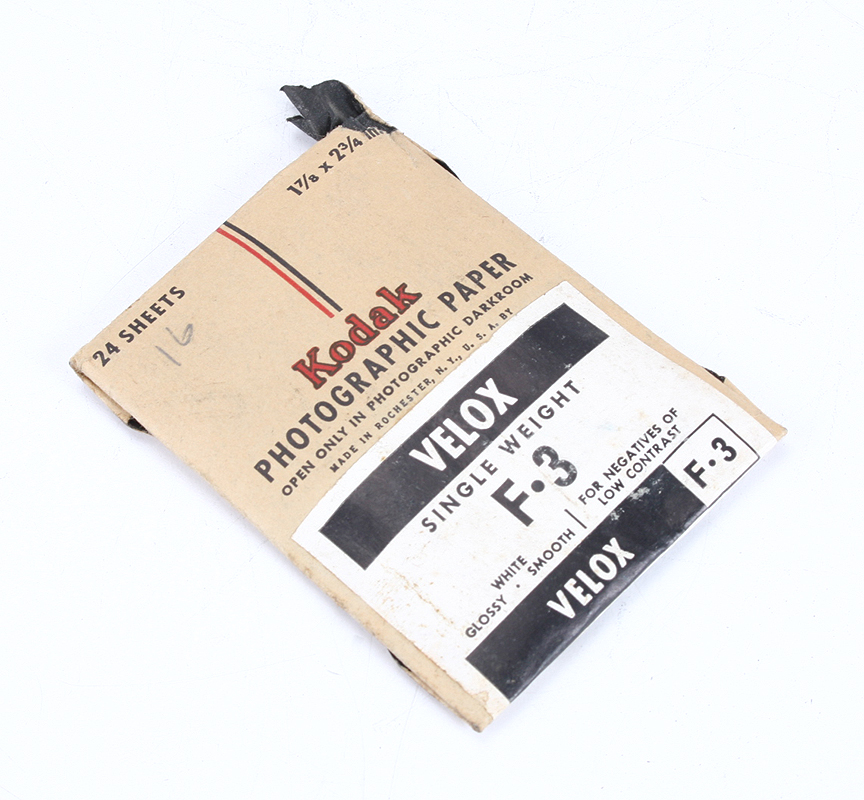 24 SHEETS
1⅞ x 2¾ in.
16
Kodak
PHOTOGRAPHIC PAPER
OPEN ONLY IN PHOTOGRAPHIC DARKROOM
MADE IN ROCHESTER, N. Y., U. S. A. BY
VELOX
SINGLE WEIGHT
F·3
WHITE
GLOSSY · SMOOTH
FOR NEGATIVES OF
LOW CONTRAST
F·3
VELOX